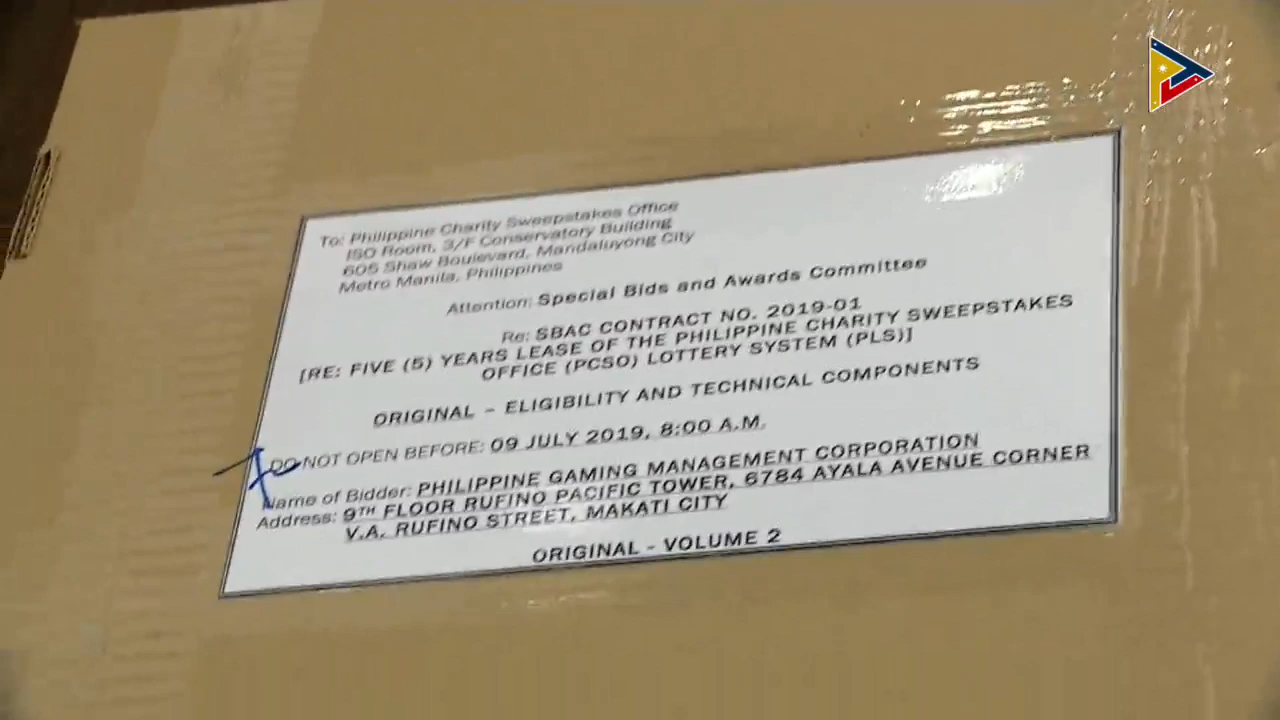 To: Philippine Charity Sweepstakes Office
ISO Room, 3/F Conservatory Building
605 Shaw Boulevard, Mandaluyong City
Metro Manila, Philippines
Attention: Special Bids and Awards Committee
Re: SBAC CONTRACT NO. 2019-01
[RE: FIVE (5) YEARS LEASE OF THE PHILIPPINE CHARITY SWEEPSTAKES
OFFICE (PCSO) LOTTERY SYSTEM (PLS)]
ORIGINAL – ELIGIBILITY AND TECHNICAL COMPONENTS
DO NOT OPEN BEFORE: 09 JULY 2019, 8:00 A.M.
Name of Bidder: PHILIPPINE GAMING MANAGEMENT CORPORATION
Address: 9TH FLOOR RUFINO PACIFIC TOWER, 6784 AYALA AVENUE CORNER
V.A. RUFINO STREET, MAKATI CITY
ORIGINAL - VOLUME 2